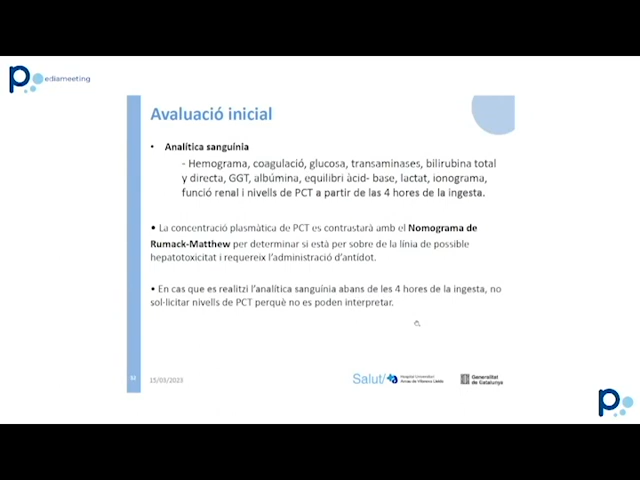 Pediameeting
Avaluació inicial
• Analítica sanguínia
- Hemograma, coagulació, glucosa, transaminases, bilirubina total
y directa, GGT, albúmina, equilibri àcid- base, lactat, ionograma,
funció renal i nivells de PCT a partir de las 4 hores de la ingesta.
• La concentració plasmàtica de PCT es contrastarà amb el Nomograma de
Rumack-Matthew per determinar si està per sobre de la línia de possible
hepatotoxicitat i requereix l'administració d'antídot.
• En cas que es realitzi l'analítica sanguínia abans de les 4 hores de la ingesta, no
sol·licitar nivells de PCT perquè no es poden interpretar.
15/03/2023
Salut/
Hospital Universitari
Arnau de Vilanova Lleida
Generalitat
de Catalunya
p